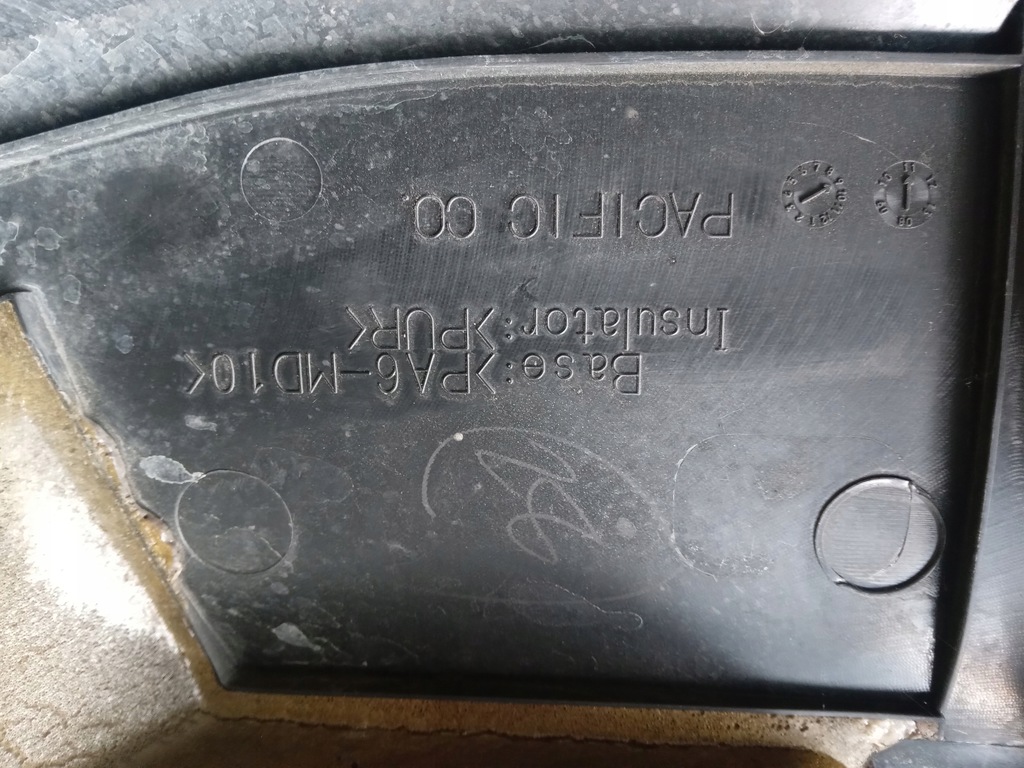 Base:>PA6-MD10<
Insulator:>PUR<
PACIFIC CO.